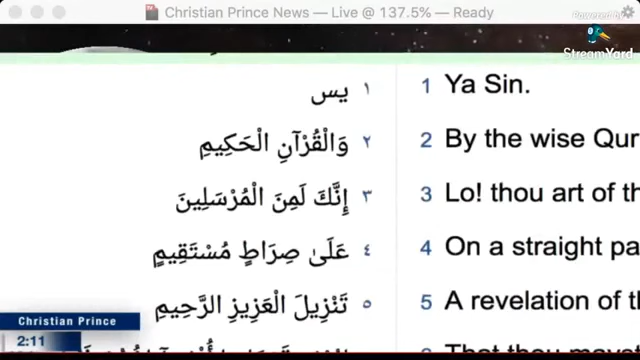 Christian Prince News — Live @ 137.5% — Ready
Powered by
StreamYard
١ يس
1 Ya Sin.
٢ وَالْقُرْآنِ الْحَكِيمِ
2 By the wise Qur
٣ إِنَّكَ لَمِنَ الْمُرْسَلِينَ
3 Lo! thou art of th
٤ عَلَىٰ صِرَاطٍ مُسْتَقِيمٍ
4 On a straight pa
٥ تَنْزِيلَ الْعَزِيزِ الرَّحِيمِ
5 A revelation of t
Christian Prince
2:11